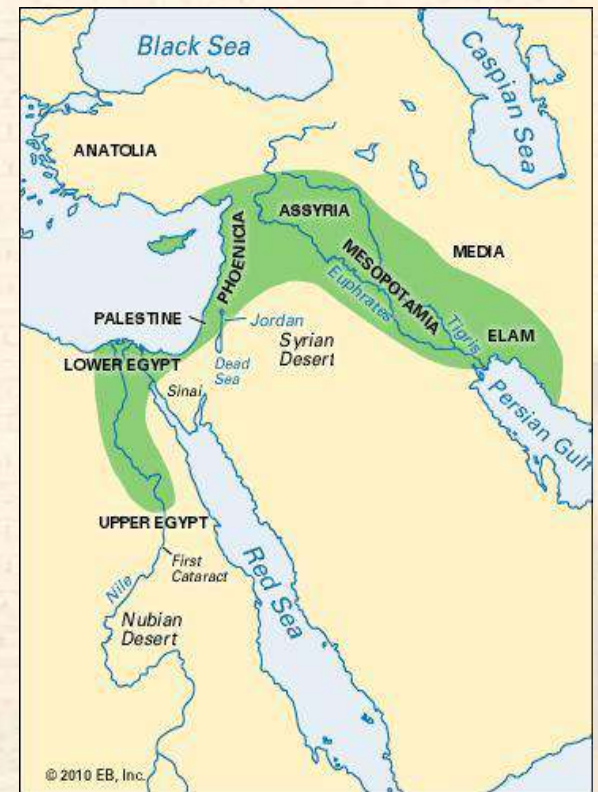 Black Sea
Caspian Sea
ANATOLIA
ASSYRIA
PHOENICIA
MESOPOTAMIA
MEDIA
Euphrates
Tigris
ELAM
PALESTINE
Jordan
Syrian
Desert
LOWER EGYPT
Dead
Sea
Sinai
Persian Gulf
UPPER EGYPT
First
Cataract
Red Sea
Nile
Nubian
Desert
© 2010 EB, Inc.